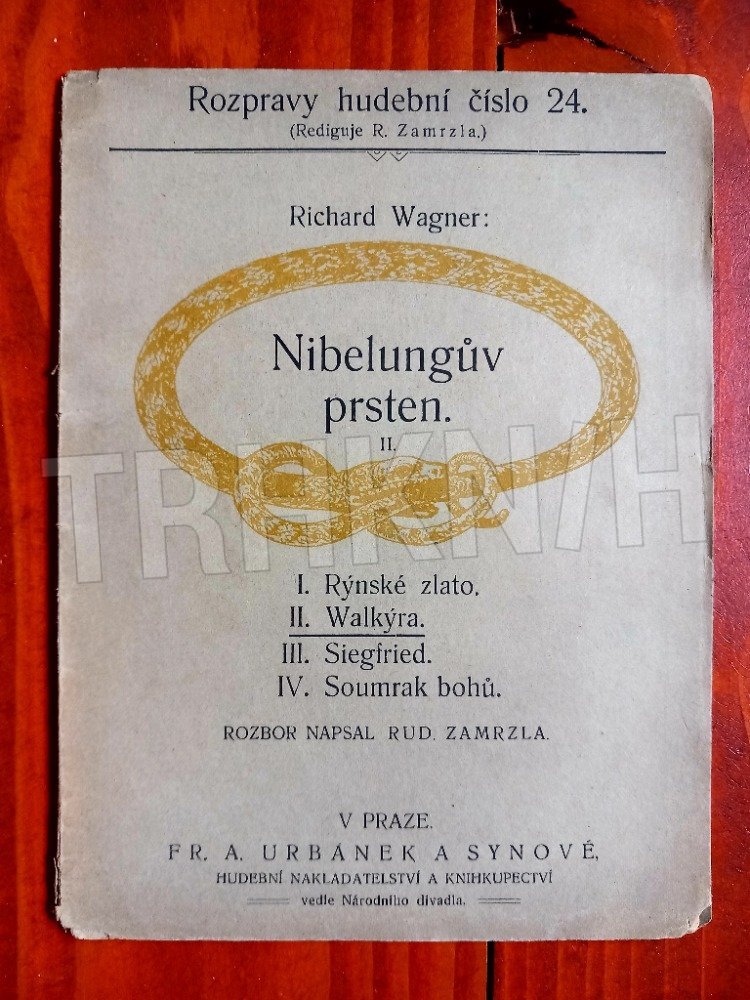 Rozpravy hudební číslo 24.
(Rediguje R. Zamrzla.)
Richard Wagner:
Nibelungův
prsten.
II.
TRHKNIH
I. Rýnské zlato.
II. Walkýra.
III. Siegfried.
IV. Soumrak bohů.
ROZBOR NAPSAL RUD. ZAMRZLA.
V PRAZE.
FR. A. URBÁNEK A SYNOVÉ,
HUDEBNÍ NAKLADATELSTVÍ A KNIHKUPECTVÍ
vedle Národního divadla.